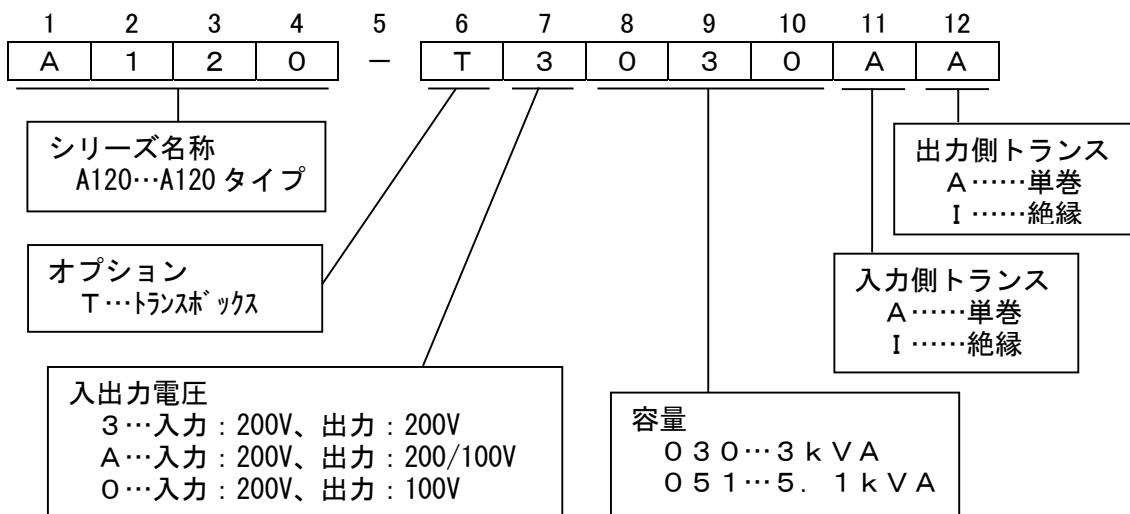 1 2 3 4 5 6 7 8 9 10 11 12
A 1 2 0 － T 3 0 3 0 A A
シリーズ名称
A120…A120 タイプ
オプション
T…ﾄﾗﾝｽﾎﾞｯｸｽ
入出力電圧
3…入力：200V、出力：200V
A…入力：200V、出力：200/100V
0…入力：200V、出力：100V
容量
０３０…３ｋＶＡ
０５１…５．１ｋＶＡ
入力側トランス
A……単巻
I……絶縁
出力側トランス
A……単巻
I……絶縁